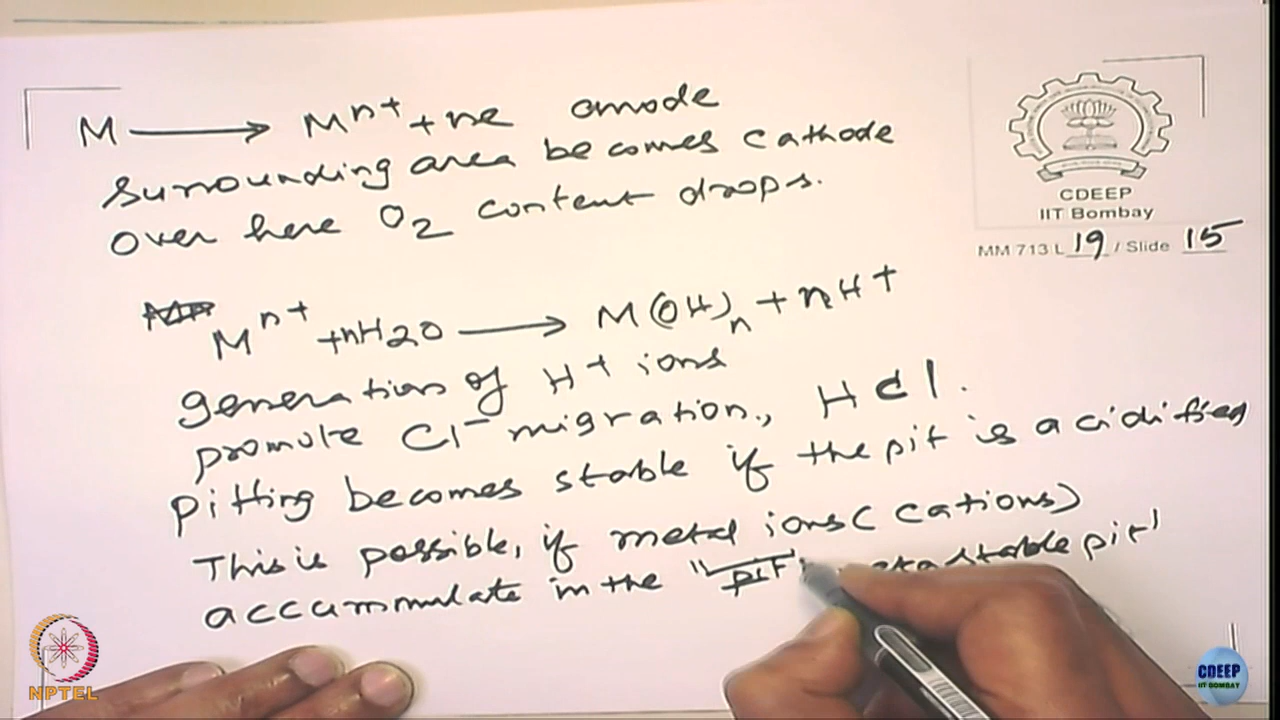 M ⟶ Mⁿ⁺ + ne anode
Surrounding area becomes cathode
over here O₂ content drops.
CDEEP
IIT Bombay
MM 713 L 19 / Slide 15
Mⁿ⁺ + nH2O ⟶ M(OH)ₙ + nH⁺
generation of H⁺ ions
promote Cl⁻ migration., HCl.
pitting becomes stable if the pit is acidified
This is possible, if metal ions (cations)
accummulate in the " pit' pit'
NPTEL
CDEEP
IIT BOMBAY